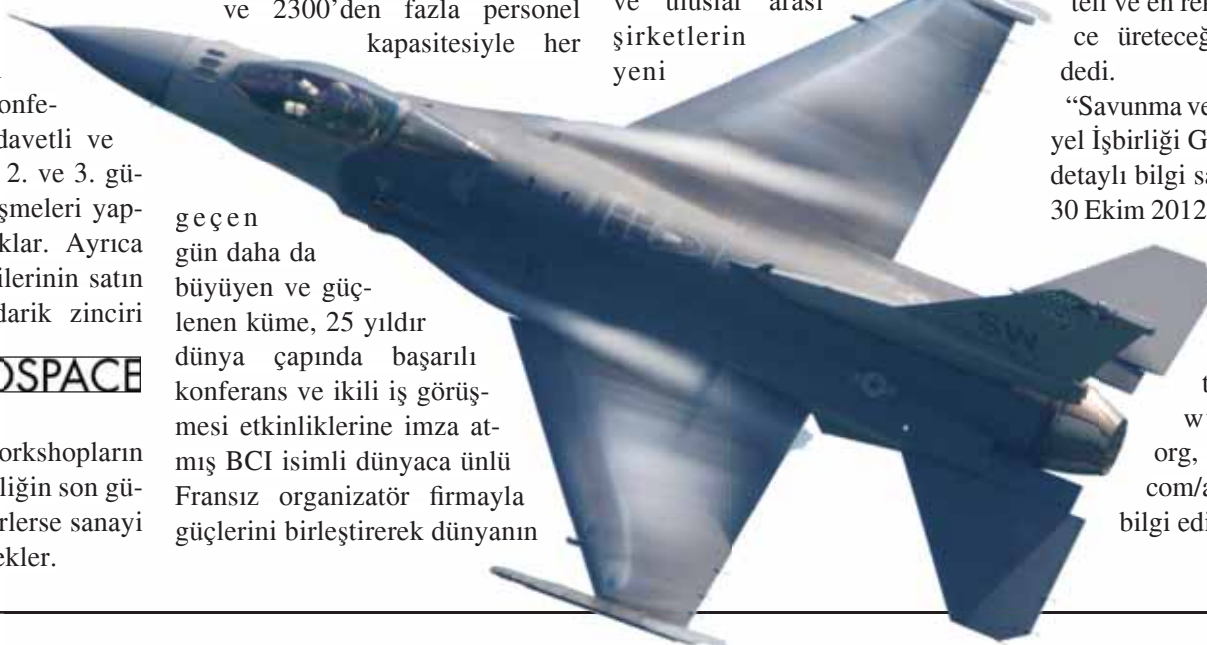 onfe-
davetli ve
2. ve 3. gü-
şmeleri yap-
klar. Ayrıca
ilerinin satın
darik zinciri
OSPACE
orkshopların
liğin son gü-
rlerse sanayi
ekler.
ve 2300’den fazla personel
kapasitesiyle her
geçen
gün daha da
büyüyen ve güç-
lenen küme, 25 yıldır
dünya çapında başarılı
konferans ve ikili iş görüş-
mesi etkinliklerine imza at-
mış BCI isimli dünyaca ünlü
Fransız organizatör firmayla
güçlerini birleştirerek dünyanın
ve uluslar arası
şirketlerin
yeni
SW
ce üreteceğ
dedi.
“Savunma ve
yel İşbirliği G
detaylı bilgi sa
30 Ekim 2012
t
w
org,
com/a
bilgi edi